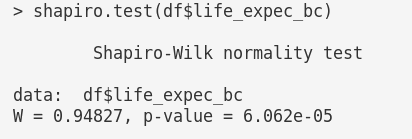 > shapiro.test(df$life_expec_bc)
Shapiro-Wilk normality test
data:  df$life_expec_bc
W = 0.94827, p-value = 6.062e-05